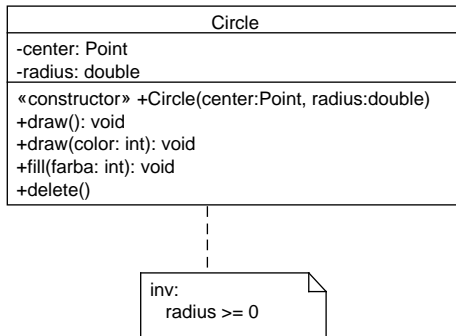 Circle
-center: Point
-radius: double
«constructor» +Circle(center:Point, radius:double)
+draw(): void
+draw(color: int): void
+fill(farba: int): void
+delete()
inv:
radius >= 0